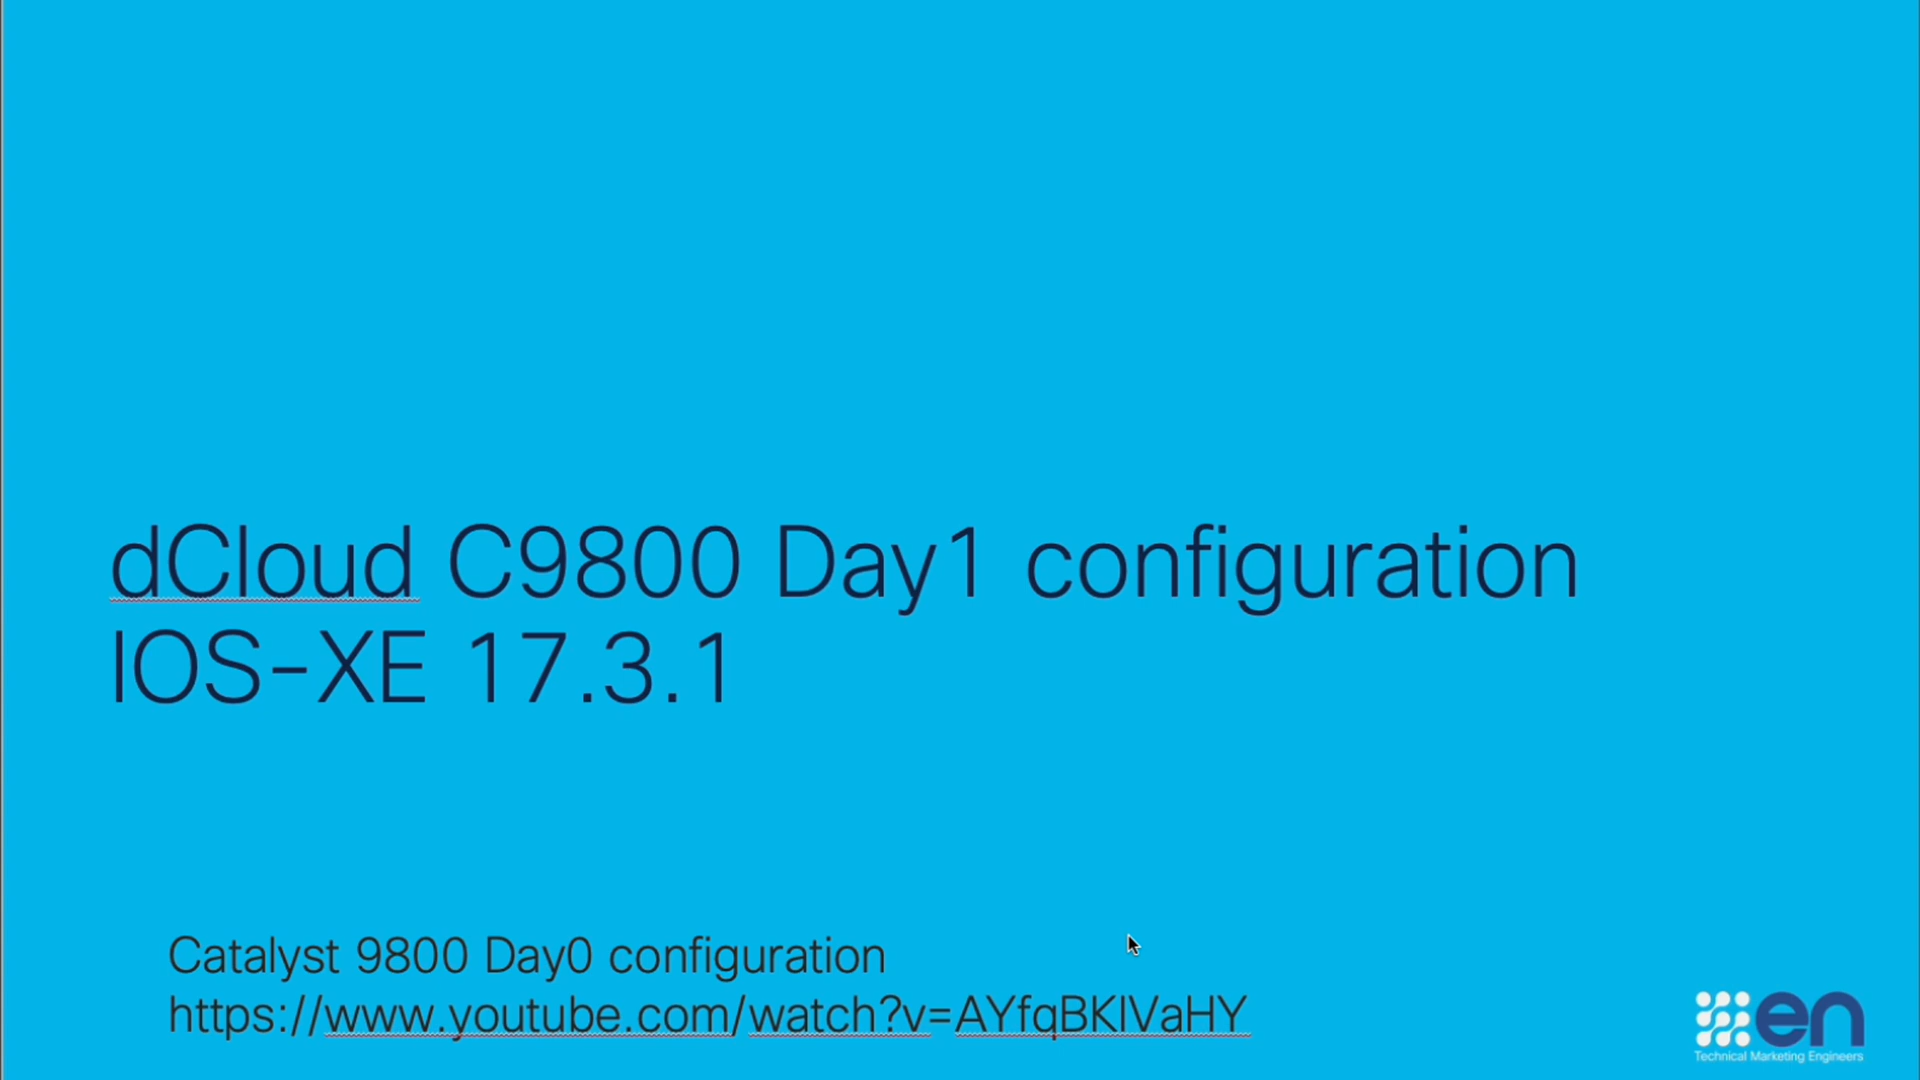 dCloud C9800 Day1 configuration
IOS-XE 17.3.1
Catalyst 9800 Day0 configuration
https://www.youtube.com/watch?v=AYfqBKIVaHY
en
Technical Marketing Engineers